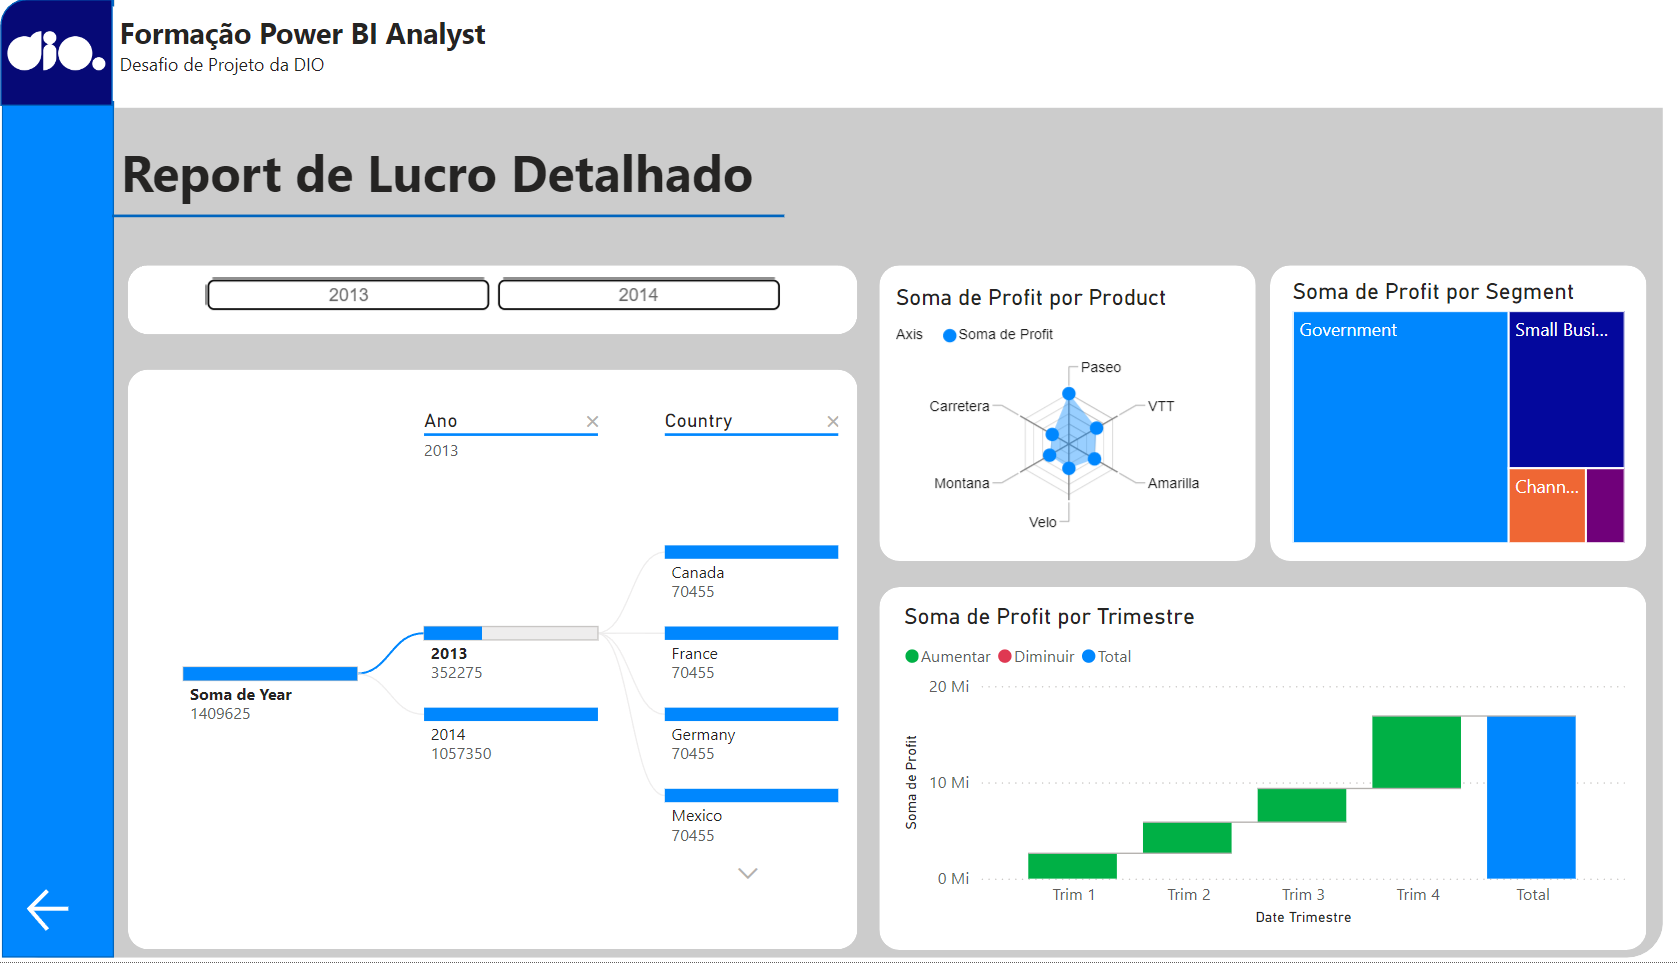 dio.
Formação Power BI Analyst
Desafio de Projeto da DIO
Report de Lucro Detalhado
2013
2014
Ano
2013
Country
Soma de Year
1409625
2013
352275
2014
1057350
Canada
70455
France
70455
Germany
70455
Mexico
70455
Soma de Profit por Product
Axis Soma de Profit
Paseo
Carretera
VTT
Montana
Amarilla
Velo
Soma de Profit por Segment
Government
Small Busi...
Chann...
Soma de Profit por Trimestre
Aumentar Diminuir Total
Soma de Profit
20 Mi
10 Mi
0 Mi
Trim 1 Trim 2 Trim 3 Trim 4 Total
Date Trimestre